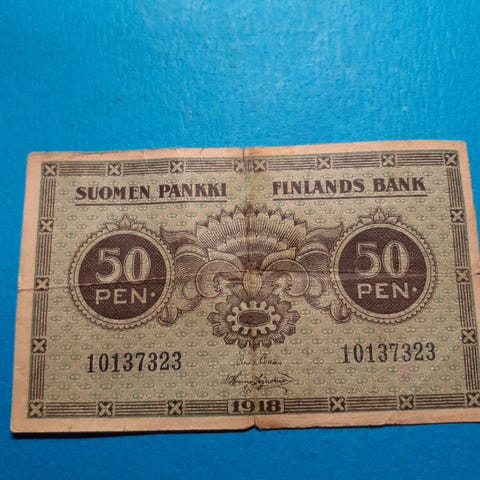 SUOMEN PANKKI FINLANDS BANK
50 PEN. 50 PEN.
10137323 10137323
1918